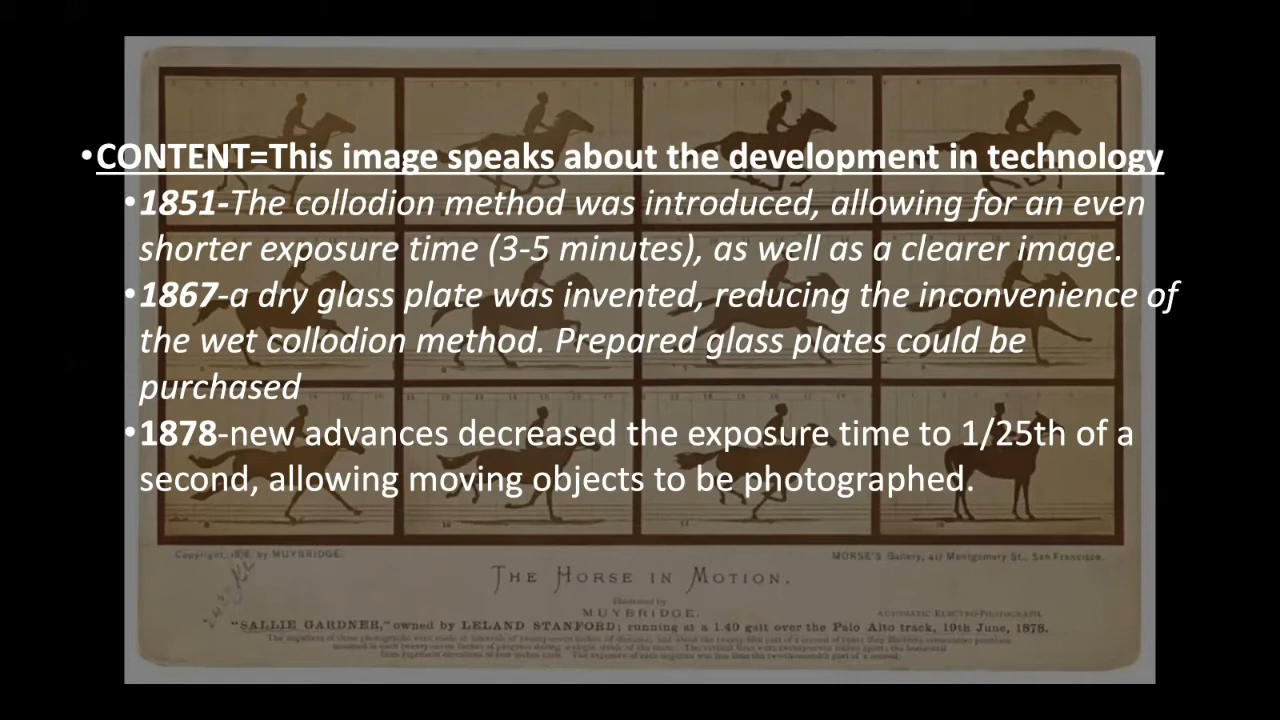 •CONTENT=This image speaks about the development in technology
•1851-The collodion method was introduced, allowing for an even
shorter exposure time (3-5 minutes), as well as a clearer image.
•1867-a dry glass plate was invented, reducing the inconvenience of
the wet collodion method. Prepared glass plates could be
purchased
•1878-new advances decreased the exposure time to 1/25th of a
second, allowing moving objects to be photographed.
Copyright, 1878, by MUYBRIDGE.
MORSE'S Gallery, 417 Montgomery St., San Francisco.
THE HORSE IN MOTION.
Illustrated by
MUYBRIDGE.
AUTOMATIC ELECTRO-PHOTOGRAPH.
"SALLIE GARDNER," owned by LELAND STANFORD; running at a 1.40 gait over the Palo Alto track, 19th June, 1878.